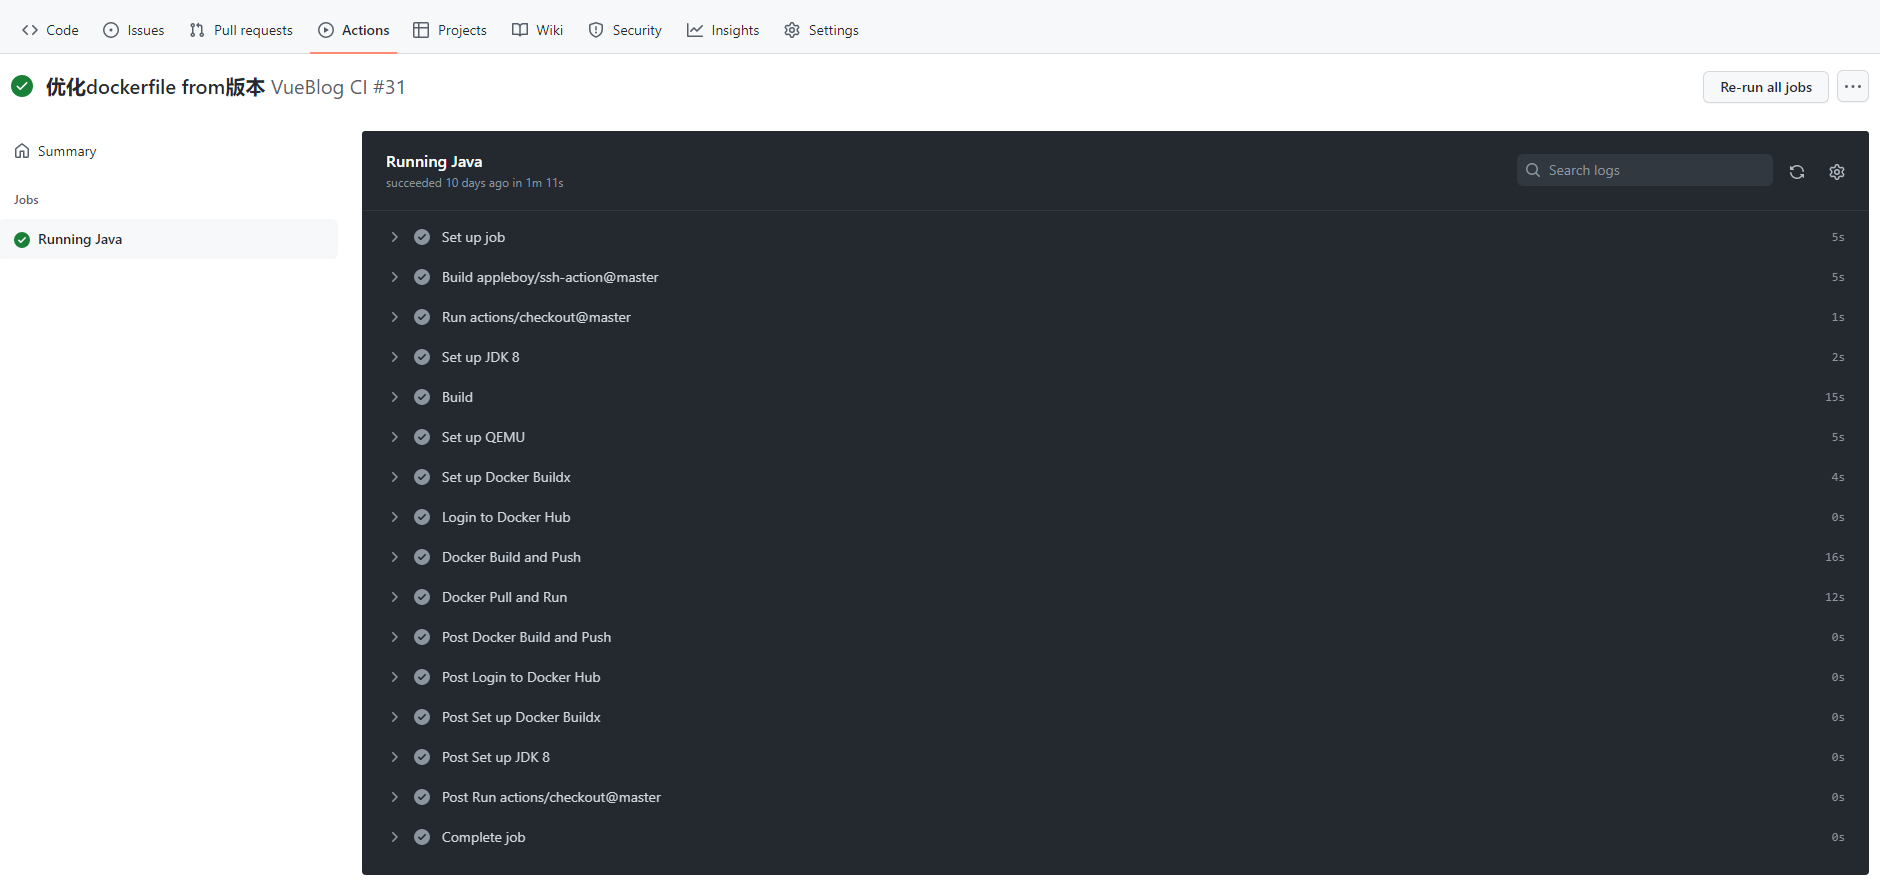 Code Issues Pull requests Actions Projects Wiki Security Insights Settings
优化dockerfile from版本 VueBlog CI #31
Re-run all jobs
Summary
Jobs
Running Java
Running Java
succeeded 10 days ago in 1m 11s
Search logs
Set up job 5s
Build appleboy/ssh-action@master 5s
Run actions/checkout@master 1s
Set up JDK 8 2s
Build 15s
Set up QEMU 5s
Set up Docker Buildx 4s
Login to Docker Hub 0s
Docker Build and Push 16s
Docker Pull and Run 12s
Post Docker Build and Push 0s
Post Login to Docker Hub 0s
Post Set up Docker Buildx 0s
Post Set up JDK 8 0s
Post Run actions/checkout@master 0s
Complete job 0s